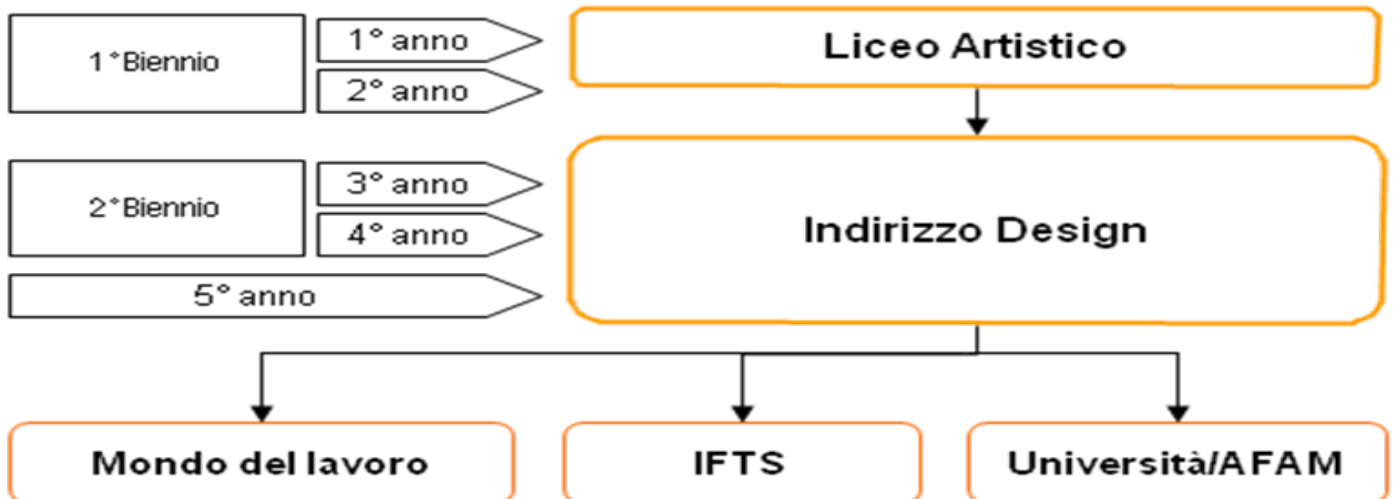 1°Biennio
1° anno
2° anno
Liceo Artistico
2°Biennio
3° anno
4° anno
5° anno
Indirizzo Design
Mondo del lavoro
IFTS
Università/AFAM